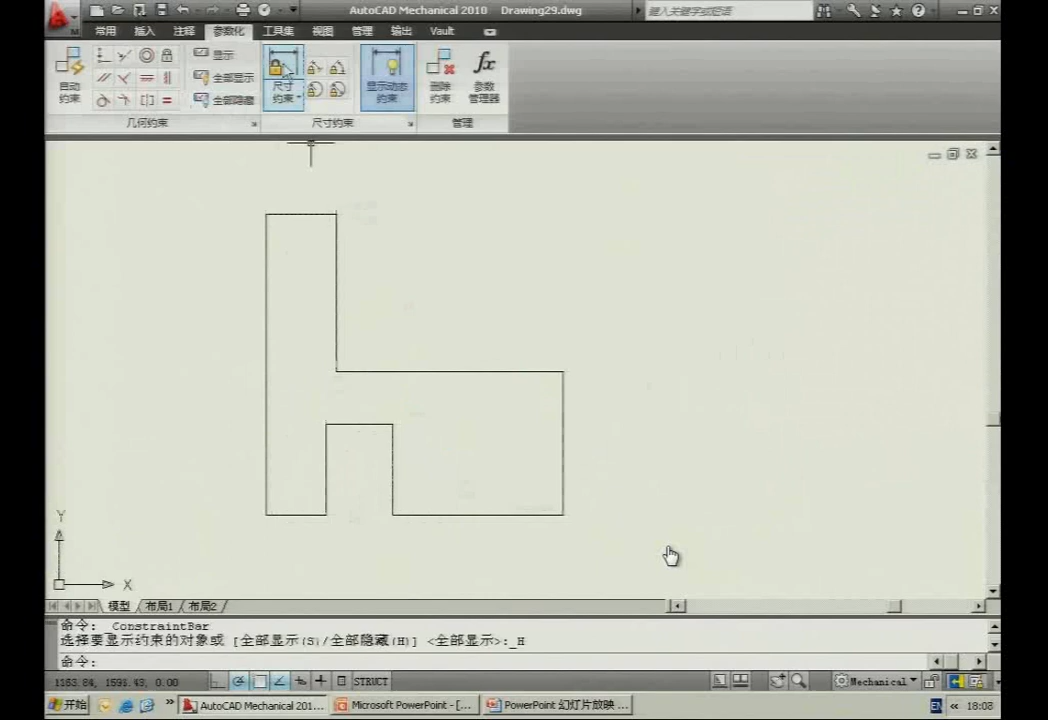 AutoCAD Mechanical 2010 Drawing29.dwg
键入关键字或短语
常用 插入 注释 参数化 工具集 视图 管理 输出 Vault
自动约束
显示
全部显示
全部隐藏
尺寸约束
显示动态约束
删除约束
fx
参数管理器
几何约束 尺寸约束 管理
Y
X
模型 布局1 布局2
命令: _ConstraintBar
选择要显示约束的对象或 [全部显示(S)/全部隐藏(H)] <全部显示>:_H
命令:
STRUCT
Mechanical
开始
AutoCAD Mechanical 201...
Microsoft PowerPoint - [...
PowerPoint 幻灯片放映 ...
EN
18:08